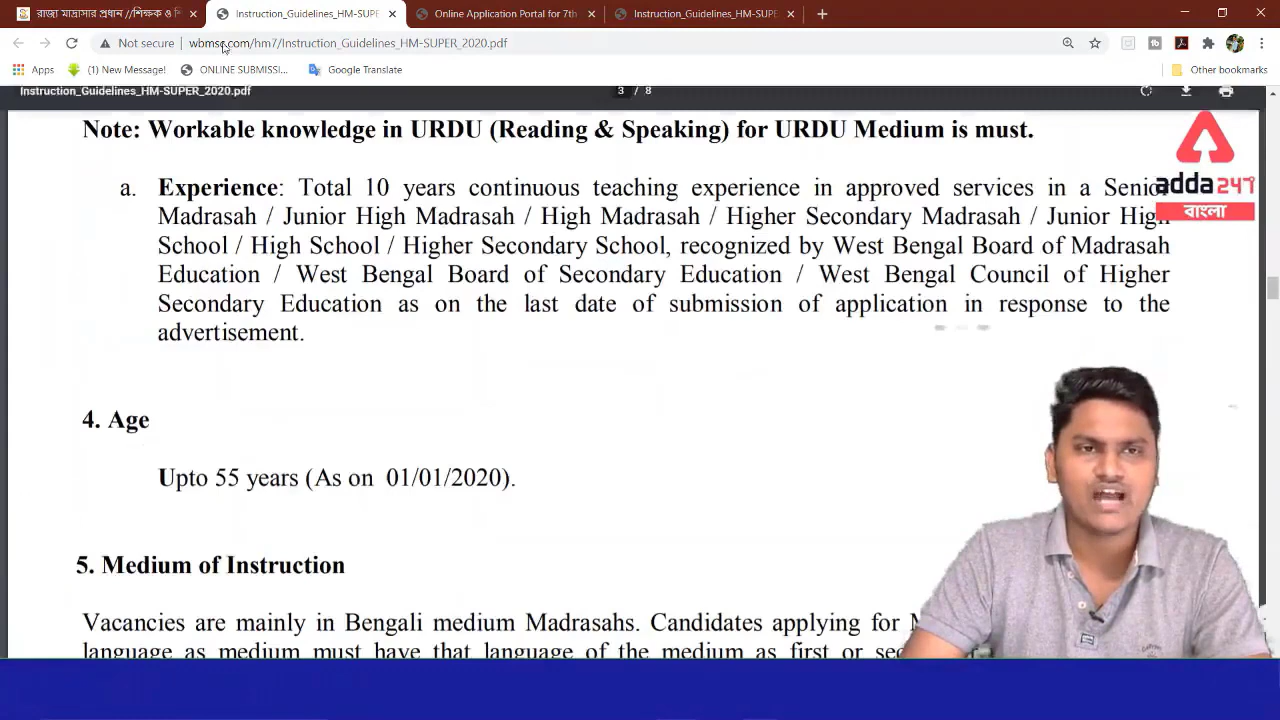 রাজ্য মাদ্রাসার প্রধান //শিক্ষক ও শি
Instruction_Guidelines_HM-SUPE
Online Application Portal for 7th
Instruction_Guidelines_HM-SUP
Not secure
wbmsc.com/hm7/Instruction_Guidelines_HM-SUPER_2020.pdf
Apps
(1) New Message!
ONLINE SUBMISSI...
Google Translate
Other bookmarks
Instruction_Guidelines_HM-SUPER_2020.pdf
3 / 8
Note: Workable knowledge in URDU (Reading & Speaking) for URDU Medium is must.
a. Experience: Total 10 years continuous teaching experience in approved services in a Senior
Madrasah / Junior High Madrasah / High Madrasah / Higher Secondary Madrasah / Junior High
School / High School / Higher Secondary School, recognized by West Bengal Board of Madrasah
Education / West Bengal Board of Secondary Education / West Bengal Council of Higher
Secondary Education as on the last date of submission of application in response to the
advertisement.
adda247
বাংলা
4. Age
Upto 55 years (As on 01/01/2020).
5. Medium of Instruction
Vacancies are mainly in Bengali medium Madrasahs. Candidates applying for
language as medium must have that language of the medium as first or